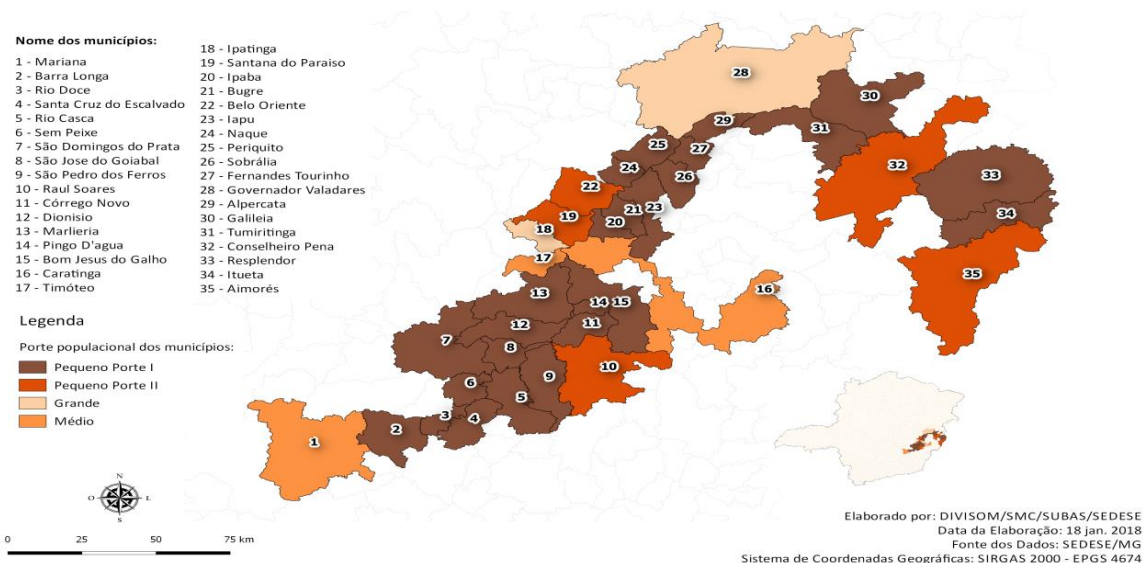 Nome dos municípios:
1 - Mariana
2 - Barra Longa
3 - Rio Doce
4 - Santa Cruz do Escalvado
5 - Rio Casca
6 - Sem Peixe
7 - São Domingos do Prata
8 - São Jose do Goiabal
9 - São Pedro dos Ferros
10 - Raul Soares
11 - Córrego Novo
12 - Dionisio
13 - Marlieria
14 - Pingo D'agua
15 - Bom Jesus do Galho
16 - Caratinga
17 - Timóteo
18 - Ipatinga
19 - Santana do Paraiso
20 - Ipaba
21 - Bugre
22 - Belo Oriente
23 - Iapu
24 - Naque
25 - Periquito
26 - Sobrália
27 - Fernandes Tourinho
28 - Governador Valadares
29 - Alpercata
30 - Galileia
31 - Tumiritinga
32 - Conselheiro Pena
33 - Resplendor
34 - Itueta
35 - Aimorés
Legenda
Porte populacional dos municípios:
Pequeno Porte I
Pequeno Porte II
Grande
Médio
28
30
29
31
25
27
32
24
26
33
22
21
23
34
19
20
18
35
17
16
13
14
15
12
11
7
8
10
9
6
5
3
4
2
1
N
O
L
S
0
25
50
75 km
Elaborado por: DIVISOM/SMC/SUBAS/SEDESE
Data da Elaboração: 18 jan. 2018
Fonte dos Dados: SEDESE/MG
Sistema de Coordenadas Geográficas: SIRGAS 2000 - EPGS 4674